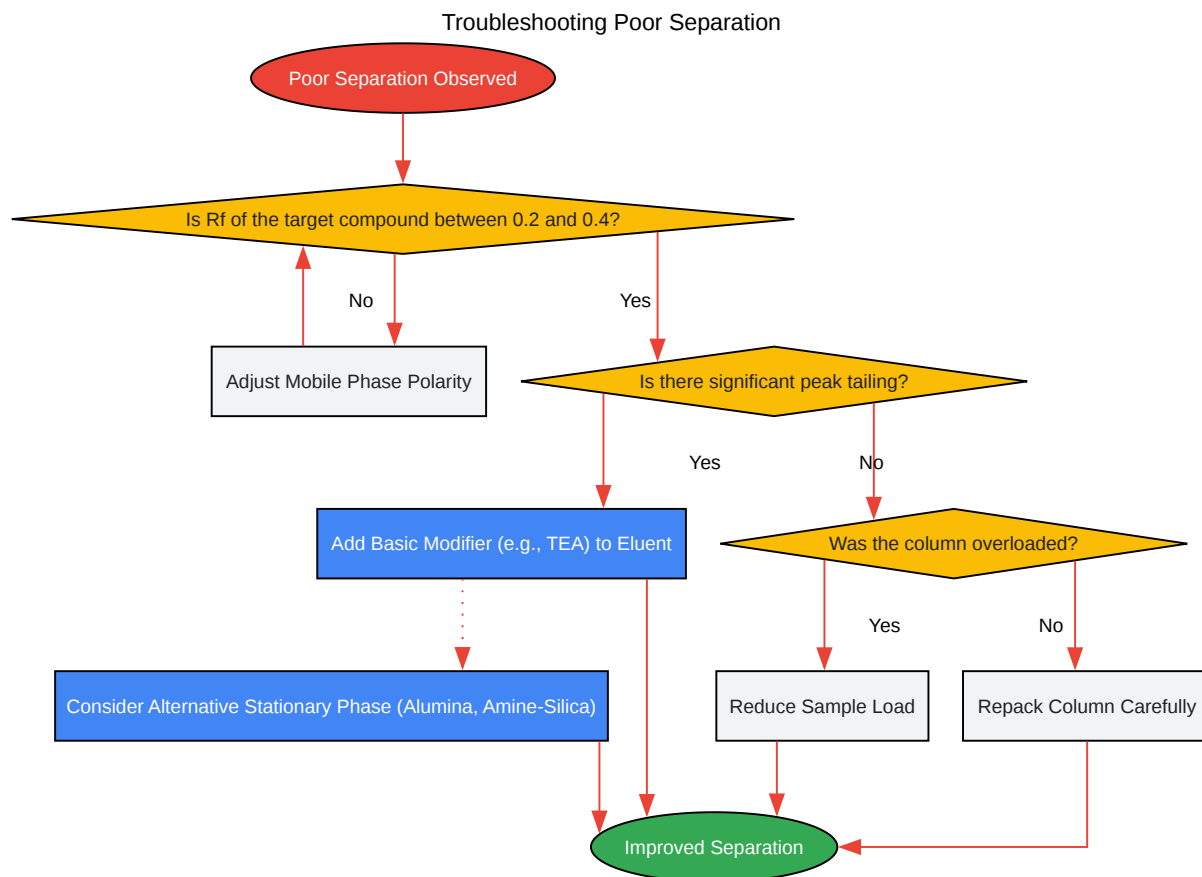 Troubleshooting Poor Separation
Poor Separation Observed
Is Rf of the target compound between 0.2 and 0.4?
No
Yes
Adjust Mobile Phase Polarity
Is there significant peak tailing?
Yes
No
Add Basic Modifier (e.g., TEA) to Eluent
Was the column overloaded?
Yes
No
Consider Alternative Stationary Phase (Alumina, Amine-Silica)
Reduce Sample Load
Repack Column Carefully
Improved Separation